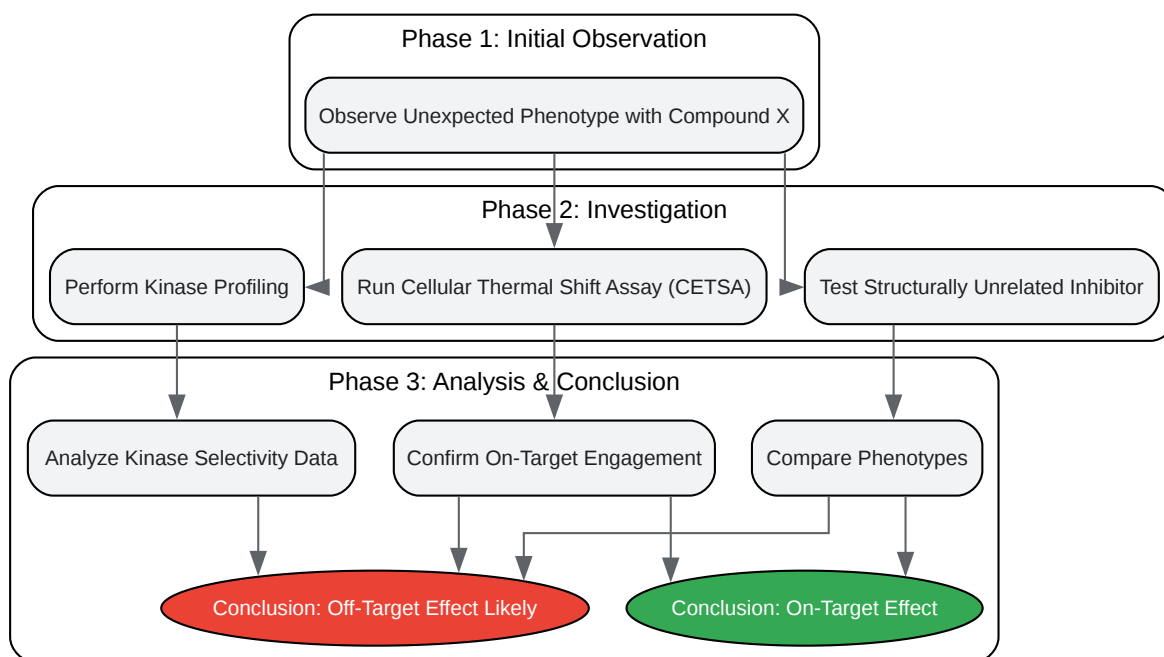 Phase 1: Initial Observation
Observe Unexpected Phenotype with Compound X
Phase 2: Investigation
Perform Kinase Profiling
Run Cellular Thermal Shift Assay (CETSA)
Test Structurally Unrelated Inhibitor
Phase 3: Analysis & Conclusion
Analyze Kinase Selectivity Data
Confirm On-Target Engagement
Compare Phenotypes
Conclusion: Off-Target Effect Likely
Conclusion: On-Target Effect